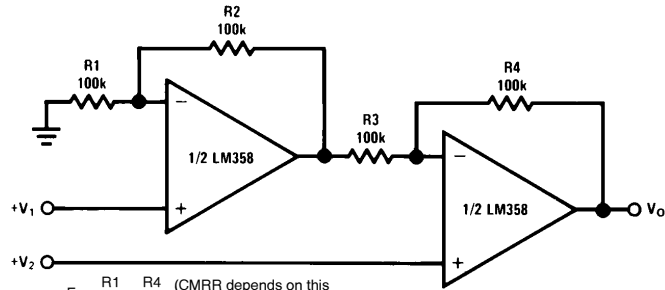 R2
100k
R1
100k
R4
100k
R3
100k
1/2 LM358
1/2 LM358
+V1
VO
+V2
R1 R4 (CMRR depends on this